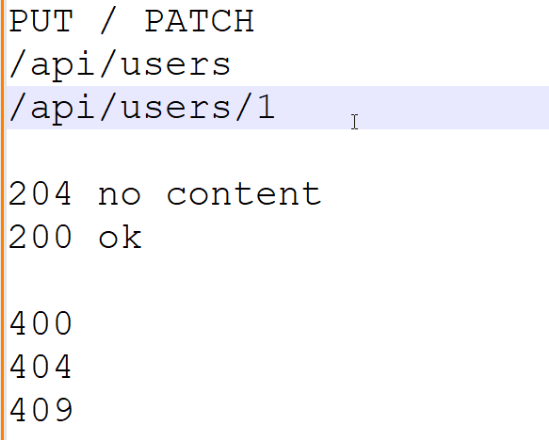 PUT / PATCH
/api/users
/api/users/1
204 no content
200 ok
400
404
409